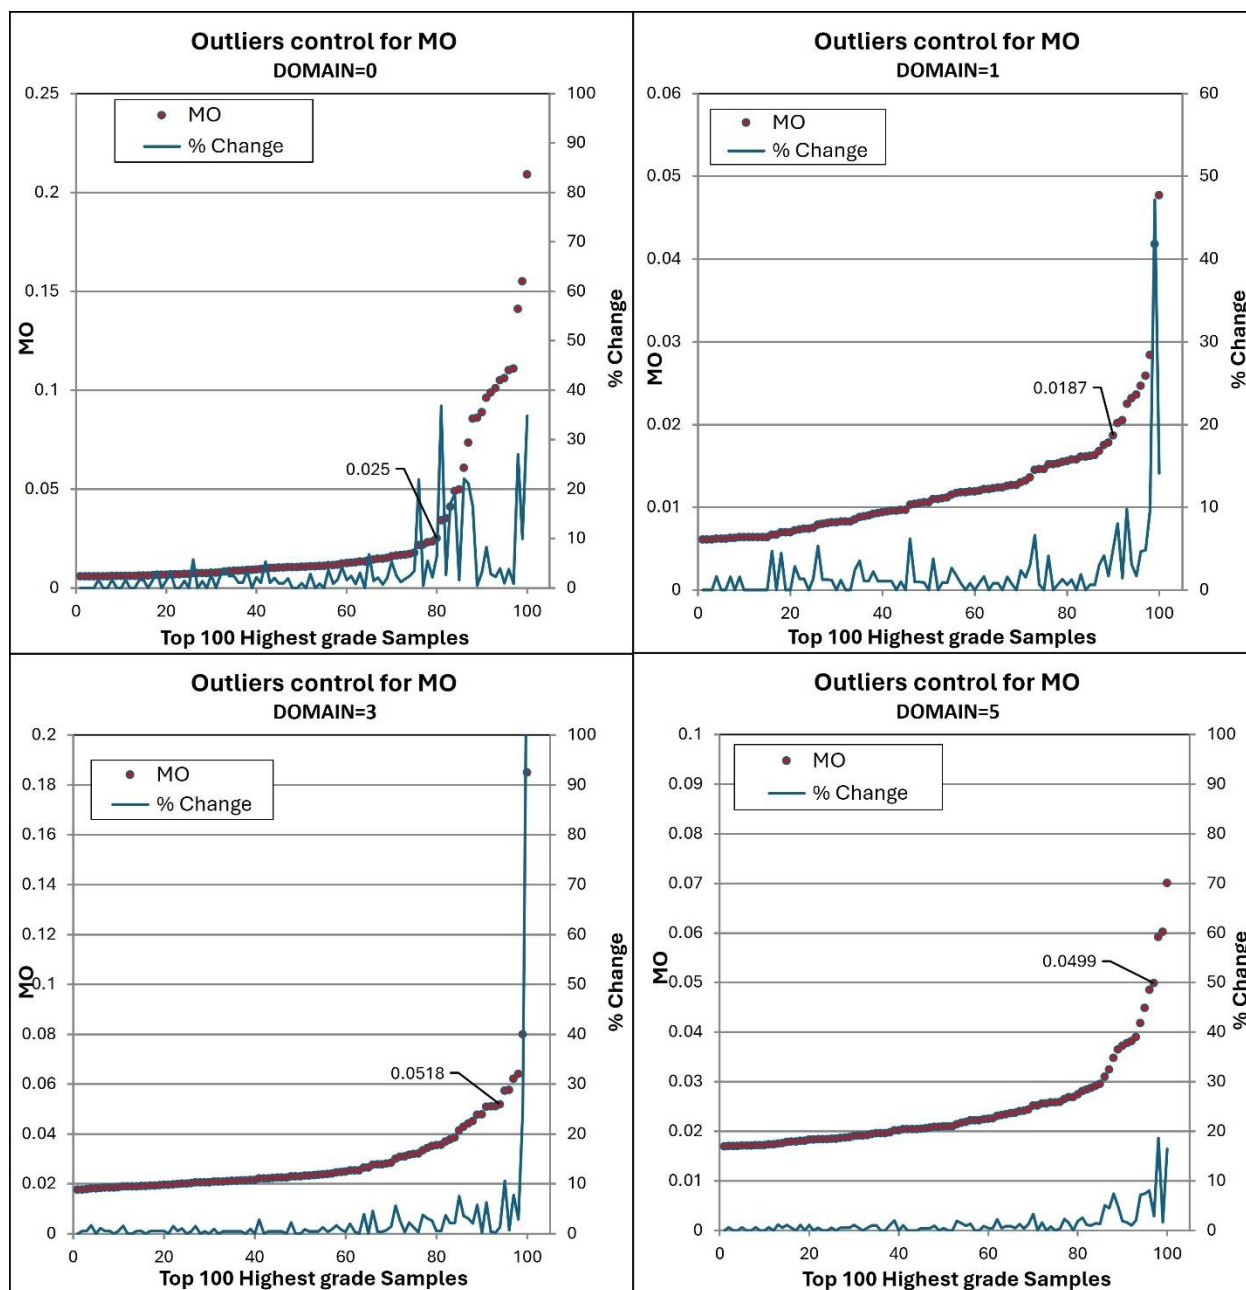 Outliers control for MO
DOMAIN=0
0.25
0.2
0.15
0.1
0.05
0
MO
MO
% Change
0.025
100
90
80
70
60
50
40
30
20
10
0
% Change
0 20 40 60 80 100
Top 100 Highest grade Samples
Outliers control for MO
DOMAIN=1
0.06
0.05
0.04
0.03
0.02
0.01
0
MO
MO
% Change
0.0187
60
50
40
30
20
10
0
% Change
0 20 40 60 80 100
Top 100 Highest grade Samples
Outliers control for MO
DOMAIN=3
0.2
0.18
0.16
0.14
0.12
0.1
0.08
0.06
0.04
0.02
0
MO
MO
% Change
0.0518
100
90
80
70
60
50
40
30
20
10
0
% Change
0 20 40 60 80 100
Top 100 Highest grade Samples
Outliers control for MO
DOMAIN=5
0.1
0.09
0.08
0.07
0.06
0.05
0.04
0.03
0.02
0.01
0
MO
MO
% Change
0.0499
100
90
80
70
60
50
40
30
20
10
0
% Change
0 20 40 60 80 100
Top 100 Highest grade Samples